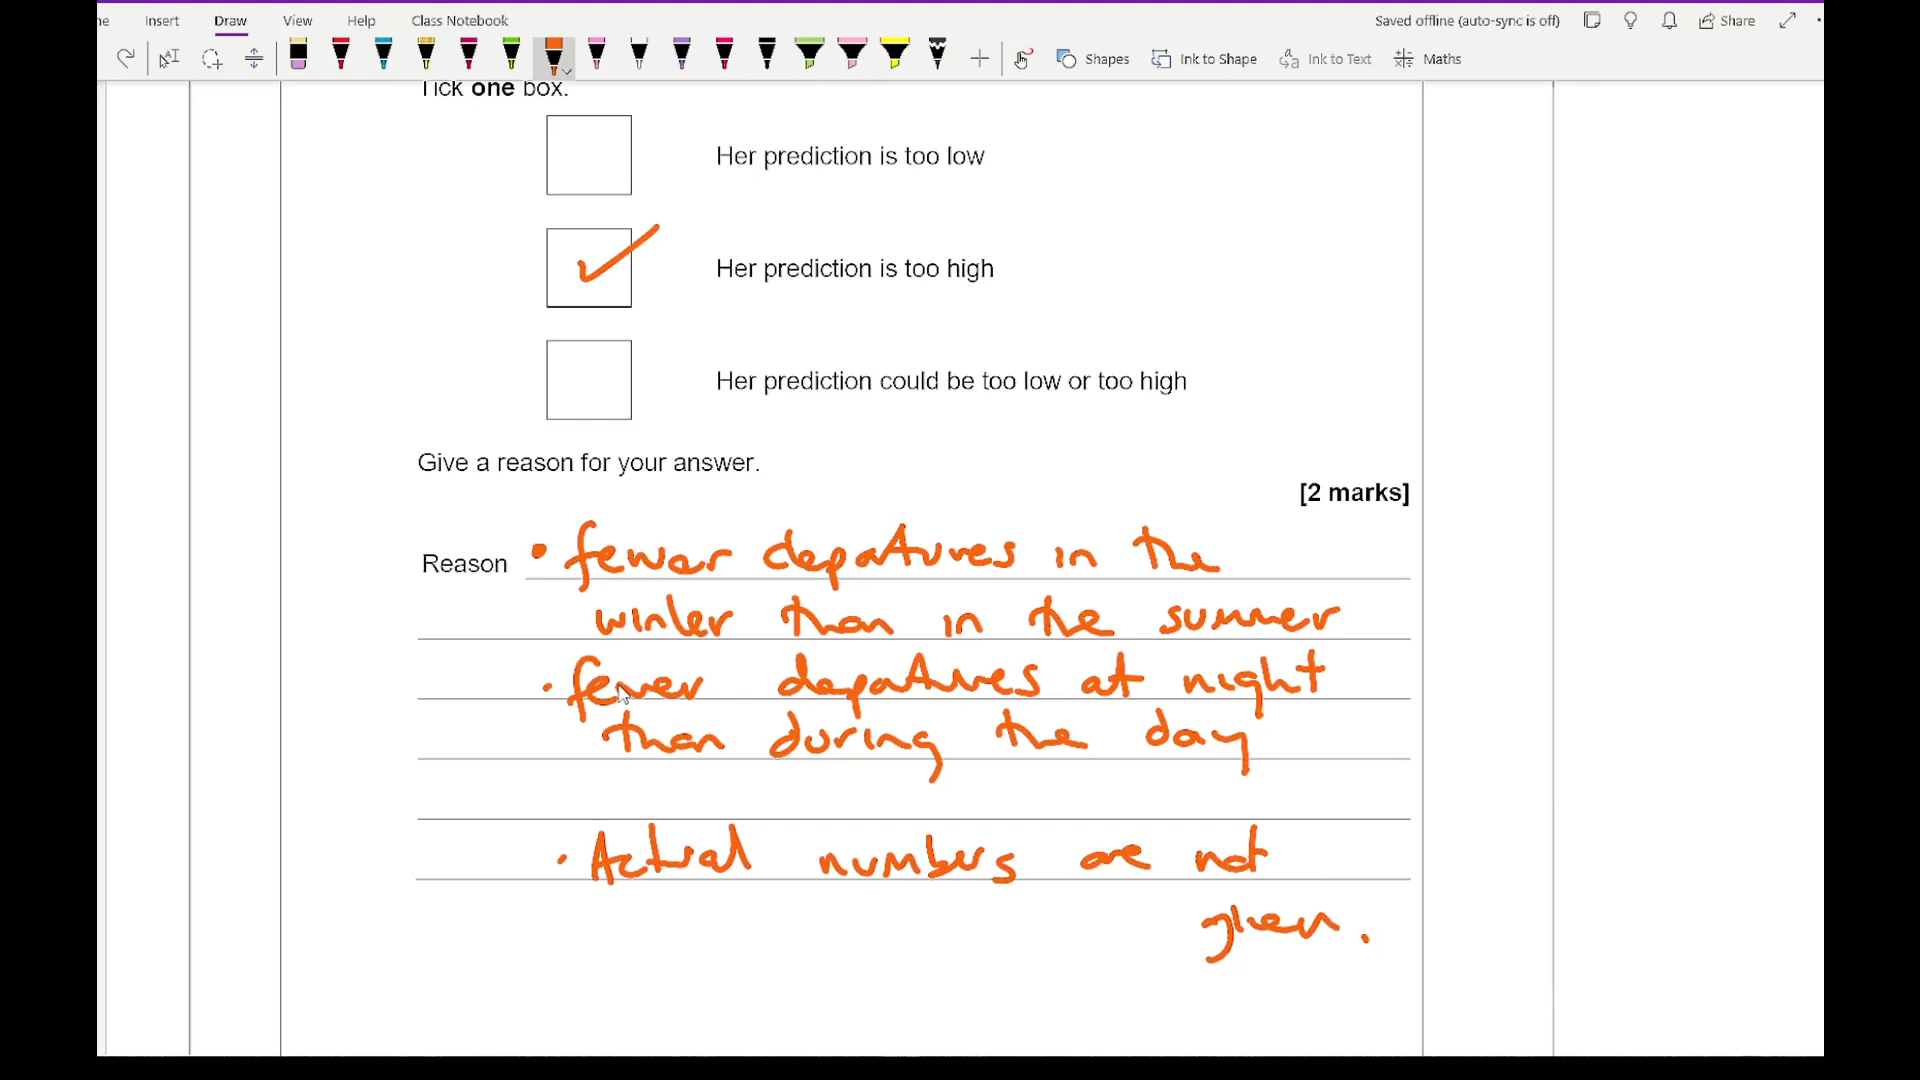 Insert Draw View Help Class Notebook Saved offline (auto-sync is off) Share
Shapes Ink to Shape Ink to Text Maths
Tick one box.
Her prediction is too low
Her prediction is too high
Her prediction could be too low or too high
Give a reason for your answer.
[2 marks]
Reason • fewer depatures in the
winter than in the summer
• fewer depatures at night
than during the day
• Actual numbers are not
given.